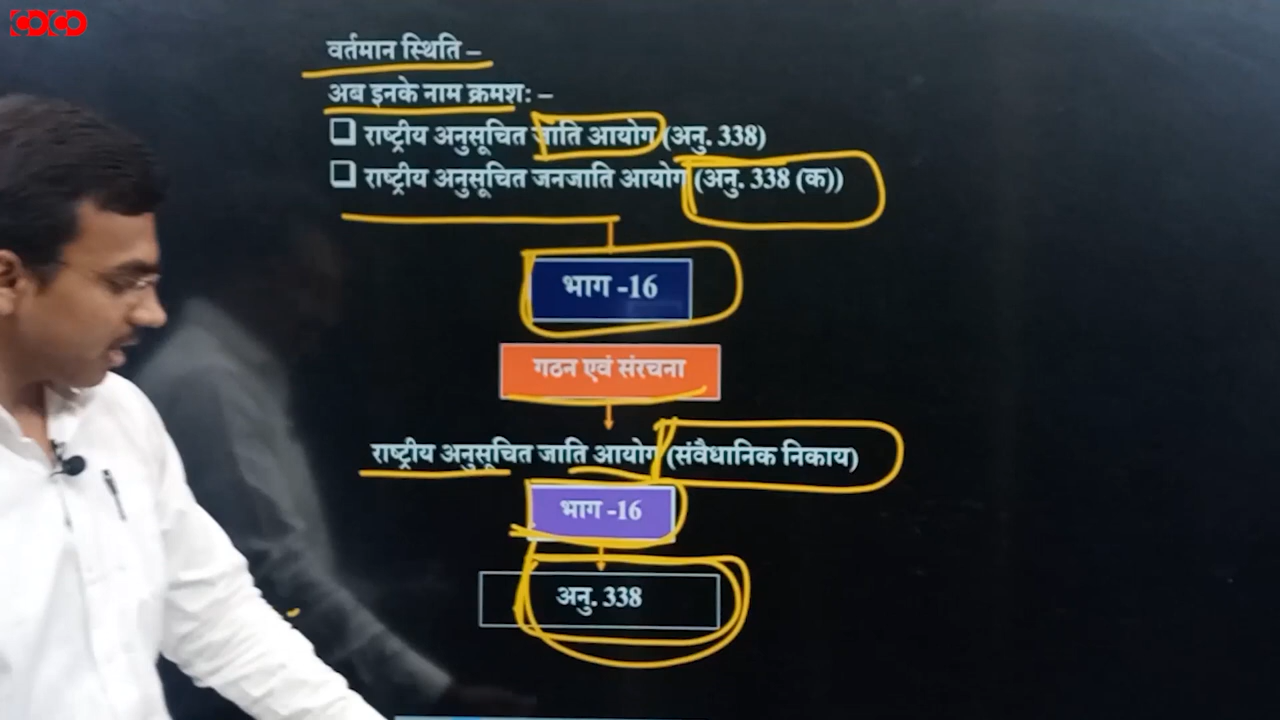 COCO
वर्तमान स्थिति –
अब इनके नाम क्रमश: –
राष्ट्रीय अनुसूचित जाति आयोग (अनु. 338)
राष्ट्रीय अनुसूचित जनजाति आयोग (अनु. 338 (क))
भाग -16
गठन एवं संरचना
राष्ट्रीय अनुसूचित जाति आयोग (संवैधानिक निकाय)
भाग -16
अनु. 338